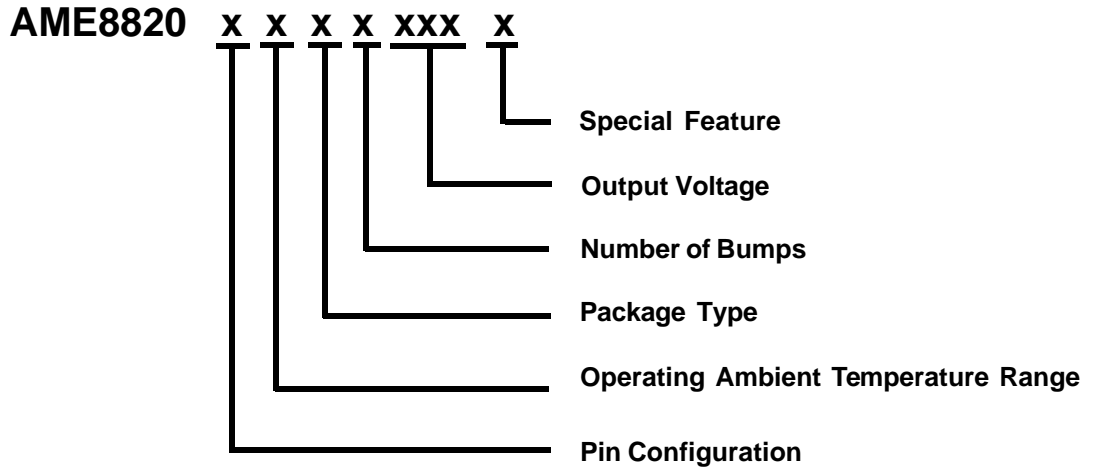 AME8820 x x x x xxx x
Special Feature
Output Voltage
Number of Bumps
Package Type
Operating Ambient Temperature Range
Pin Configuration